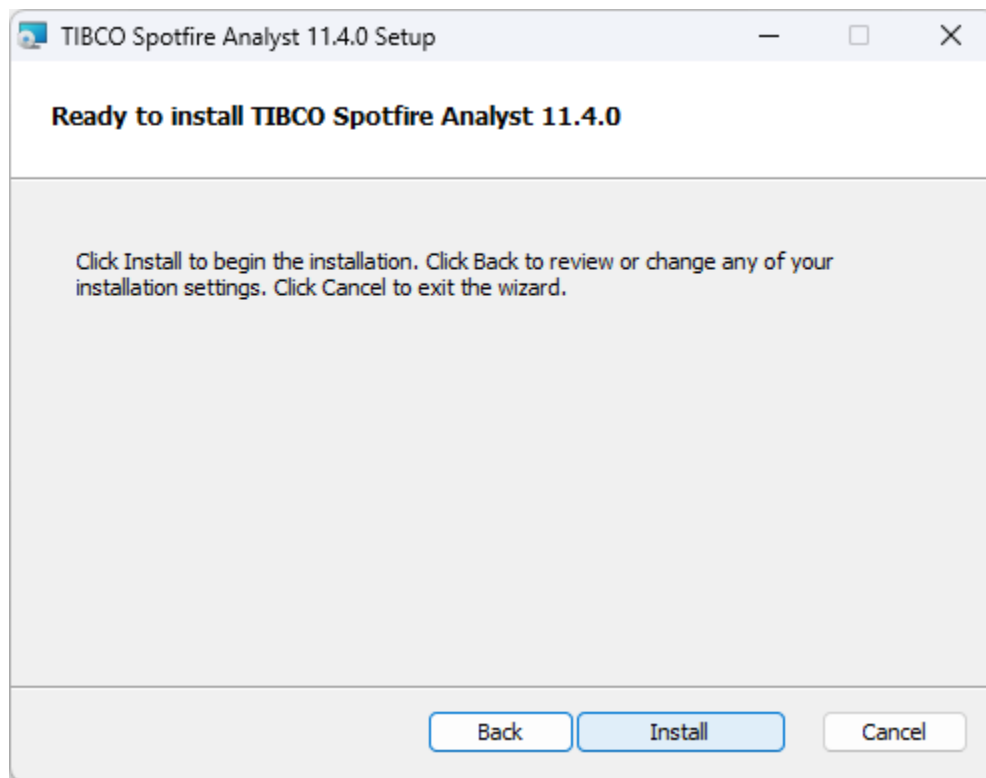 TIBCO Spotfire Analyst 11.4.0 Setup
Ready to install TIBCO Spotfire Analyst 11.4.0
Click Install to begin the installation. Click Back to review or change any of your
installation settings. Click Cancel to exit the wizard.
Back Install Cancel